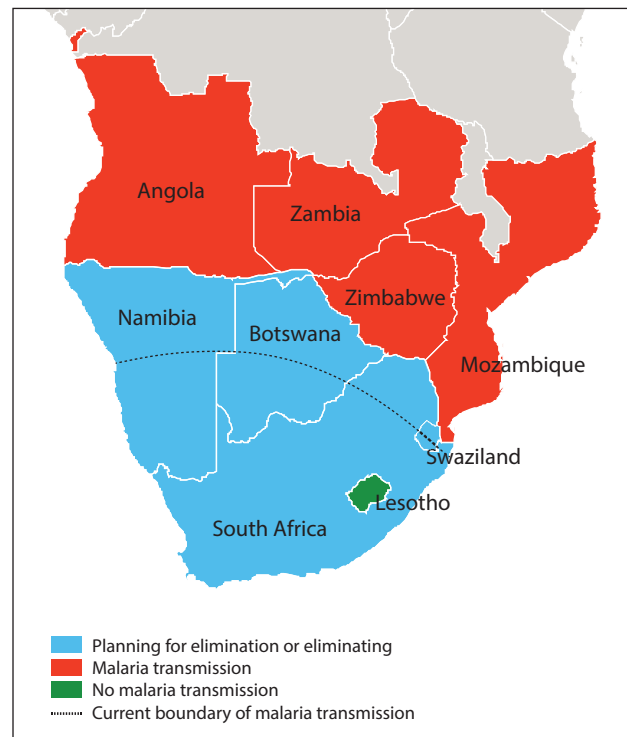 Angola
Zambia
Zimbabwe
Namibia
Botswana
Mozambique
Swaziland
Lesotho
South Africa
Planning for elimination or eliminating
Malaria transmission
No malaria transmission
Current boundary of malaria transmission